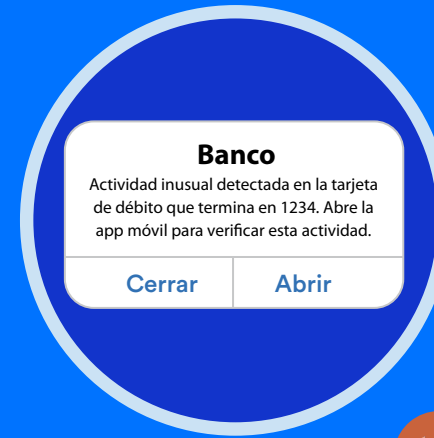 Banco
Actividad inusual detectada en la tarjeta
de débito que termina en 1234. Abre la
app móvil para verificar esta actividad.
Cerrar
Abrir